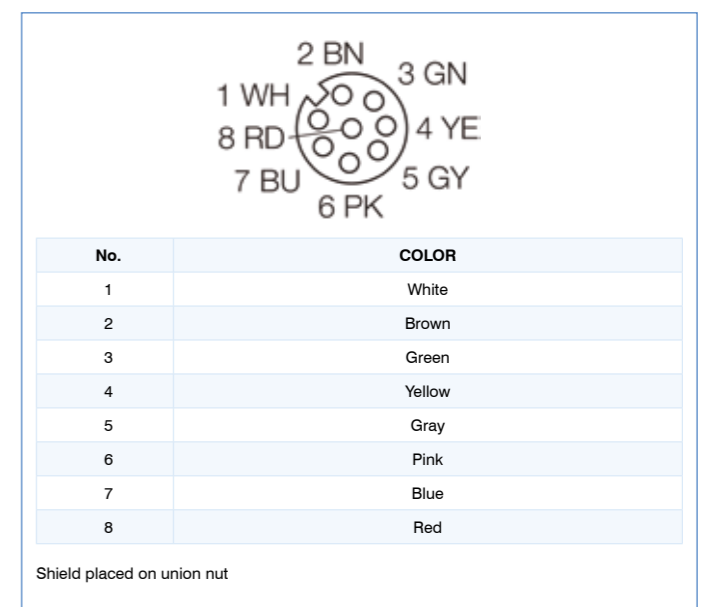 2 BN
3 GN
1 WH
8 RD
4 YE
7 BU
5 GY
6 PK
No. COLOR
1 White
2 Brown
3 Green
4 Yellow
5 Gray
6 Pink
7 Blue
8 Red
Shield placed on union nut